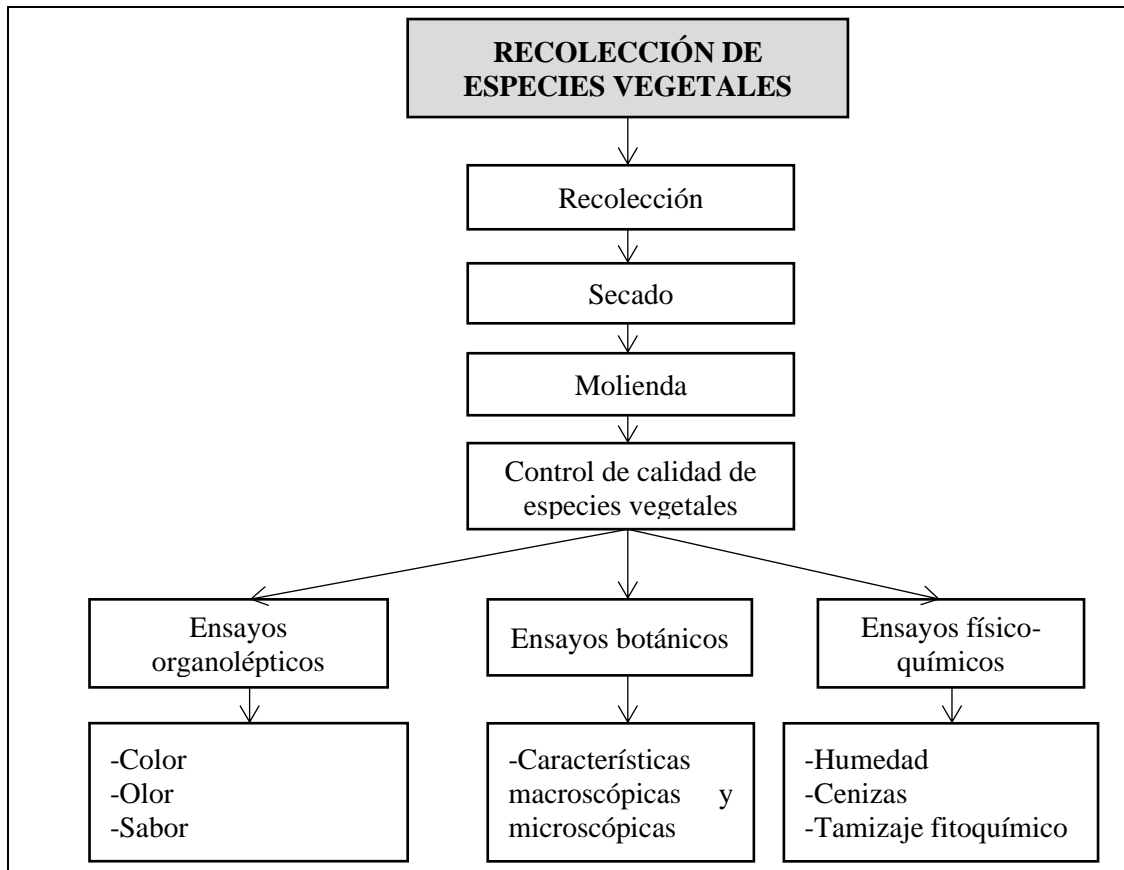 RECOLECCIÓN DE
ESPECIES VEGETALES
Recolección
Secado
Molienda
Control de calidad de
especies vegetales
Ensayos
organolépticos
Ensayos botánicos
Ensayos físico-
químicos
-Color
-Olor
-Sabor
-Características
macroscópicas y
microscópicas
-Humedad
-Cenizas
-Tamizaje fitoquímico